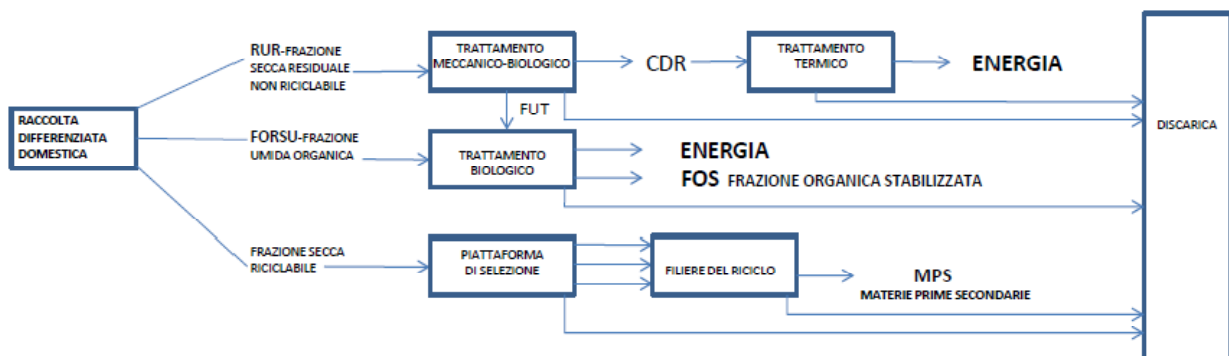 RUR-FRAZIONE
SECCA RESIDUALE
NON RICICLABILE
TRATTAMENTO
MECCANICO-BIOLOGICO
CDR
TRATTAMENTO
TERMICO
ENERGIA
FUT
RACCOLTA
DIFFERENZIATA
DOMESTICA
FORSU-FRAZIONE
UMIDA ORGANICA
TRATTAMENTO
BIOLOGICO
ENERGIA
FOS FRAZIONE ORGANICA STABILIZZATA
DISCARICA
FRAZIONE SECCA
RICICLABILE
PIATTAFORMA
DI SELEZIONE
FILIERE DEL RICICLO
MPS
MATERIE PRIME SECONDARIE